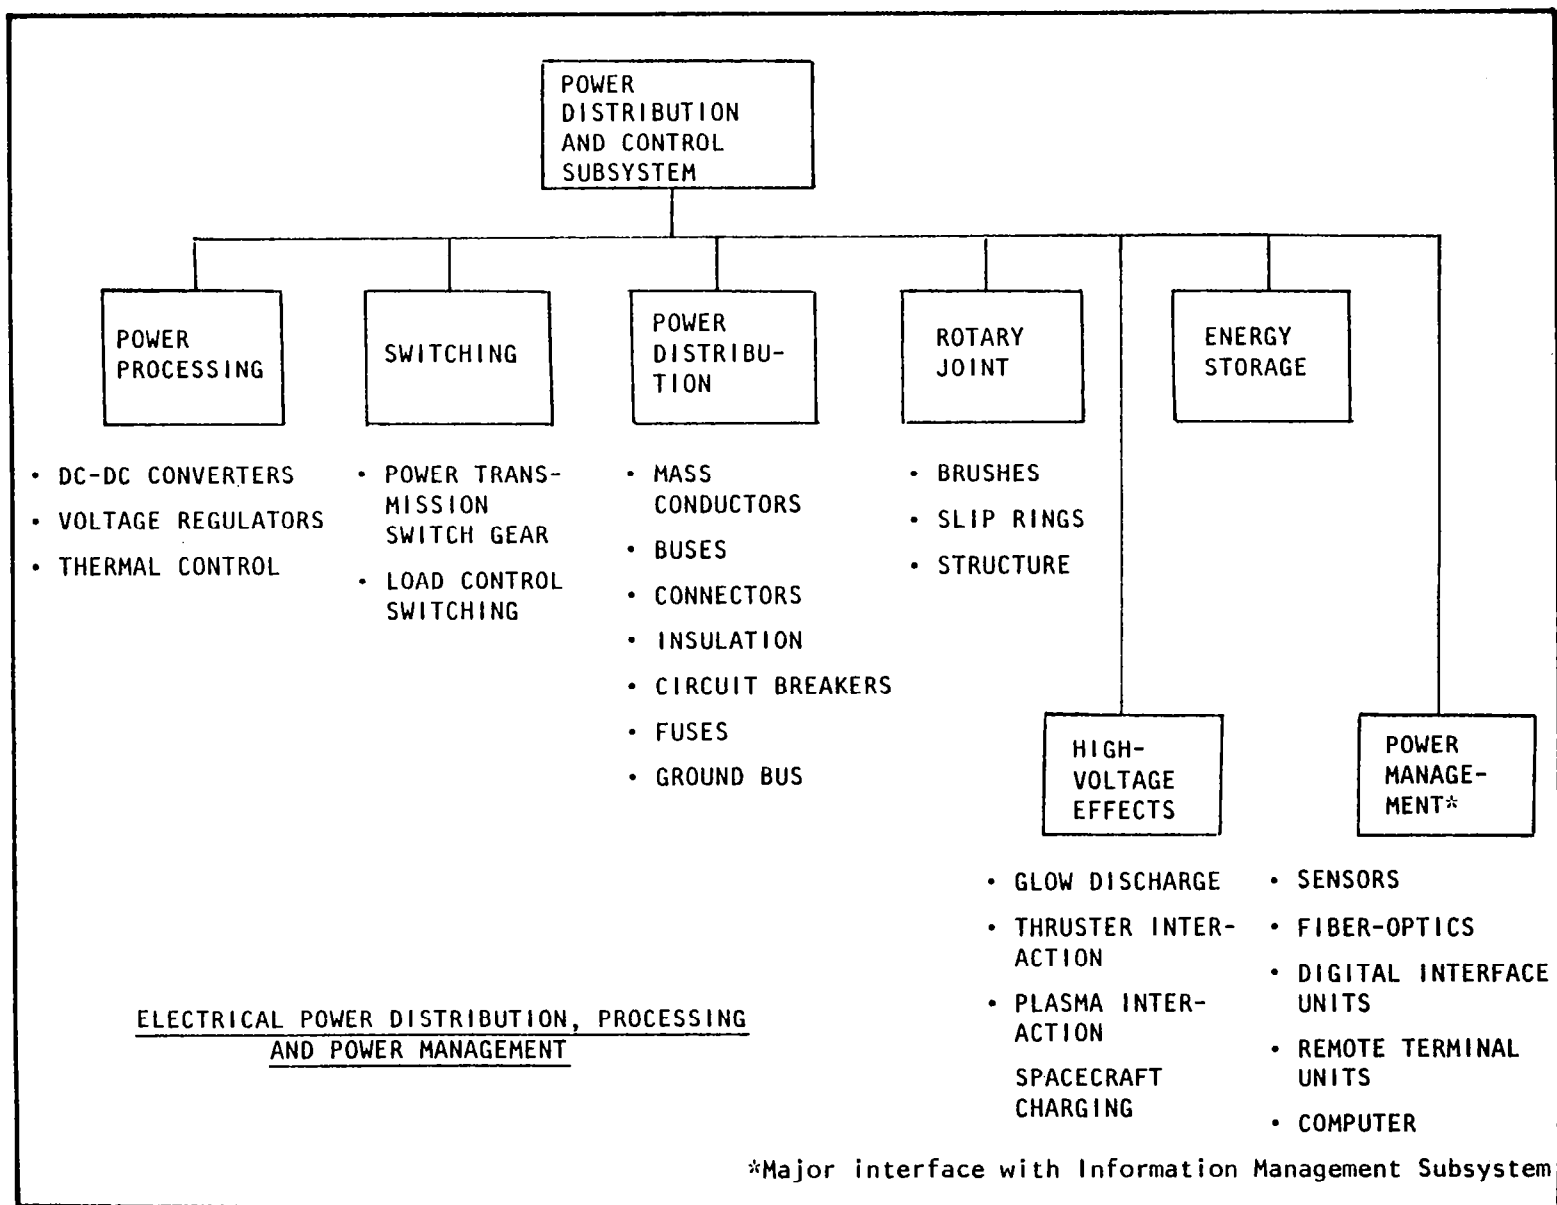 POWER
DISTRIBUTION
AND CONTROL
SUBSYSTEM
POWER
PROCESSING
SWITCHING
POWER
DISTRIBU-
TION
ROTARY
JOINT
ENERGY
STORAGE
• DC-DC CONVERTERS
• VOLTAGE REGULATORS
• THERMAL CONTROL
• POWER TRANS-
MISSION
SWITCH GEAR
• LOAD CONTROL
SWITCHING
• MASS
CONDUCTORS
• BUSES
• CONNECTORS
• INSULATION
• CIRCUIT BREAKERS
• FUSES
• GROUND BUS
• BRUSHES
• SLIP RINGS
• STRUCTURE
HIGH-
VOLTAGE
EFFECTS
POWER
MANAGE-
MENT*
• GLOW DISCHARGE
• THRUSTER INTER-
ACTION
• PLASMA INTER-
ACTION
SPACECRAFT
CHARGING
• SENSORS
• FIBER-OPTICS
• DIGITAL INTERFACE
UNITS
• REMOTE TERMINAL
UNITS
• COMPUTER
ELECTRICAL POWER DISTRIBUTION, PROCESSING
AND POWER MANAGEMENT
*Major interface with Information Management Subsystem